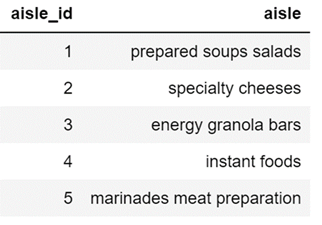 aisle_id aisle
1 prepared soups salads
2 specialty cheeses
3 energy granola bars
4 instant foods
5 marinades meat preparation